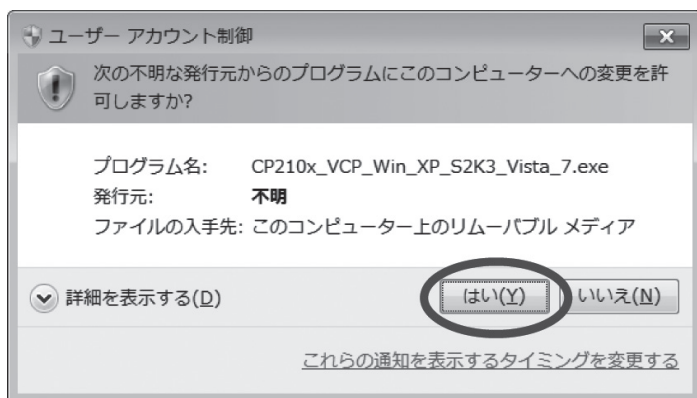 ユーザー アカウント制御
次の不明な発行元からのプログラムにこのコンピューターへの変更を許
可しますか?
プログラム名: CP210x_VCP_Win_XP_S2K3_Vista_7.exe
発行元: 不明
ファイルの入手先: このコンピューター上のリムーバブル メディア
詳細を表示する(D) はい(Y) いいえ(N)
これらの通知を表示するタイミングを変更する